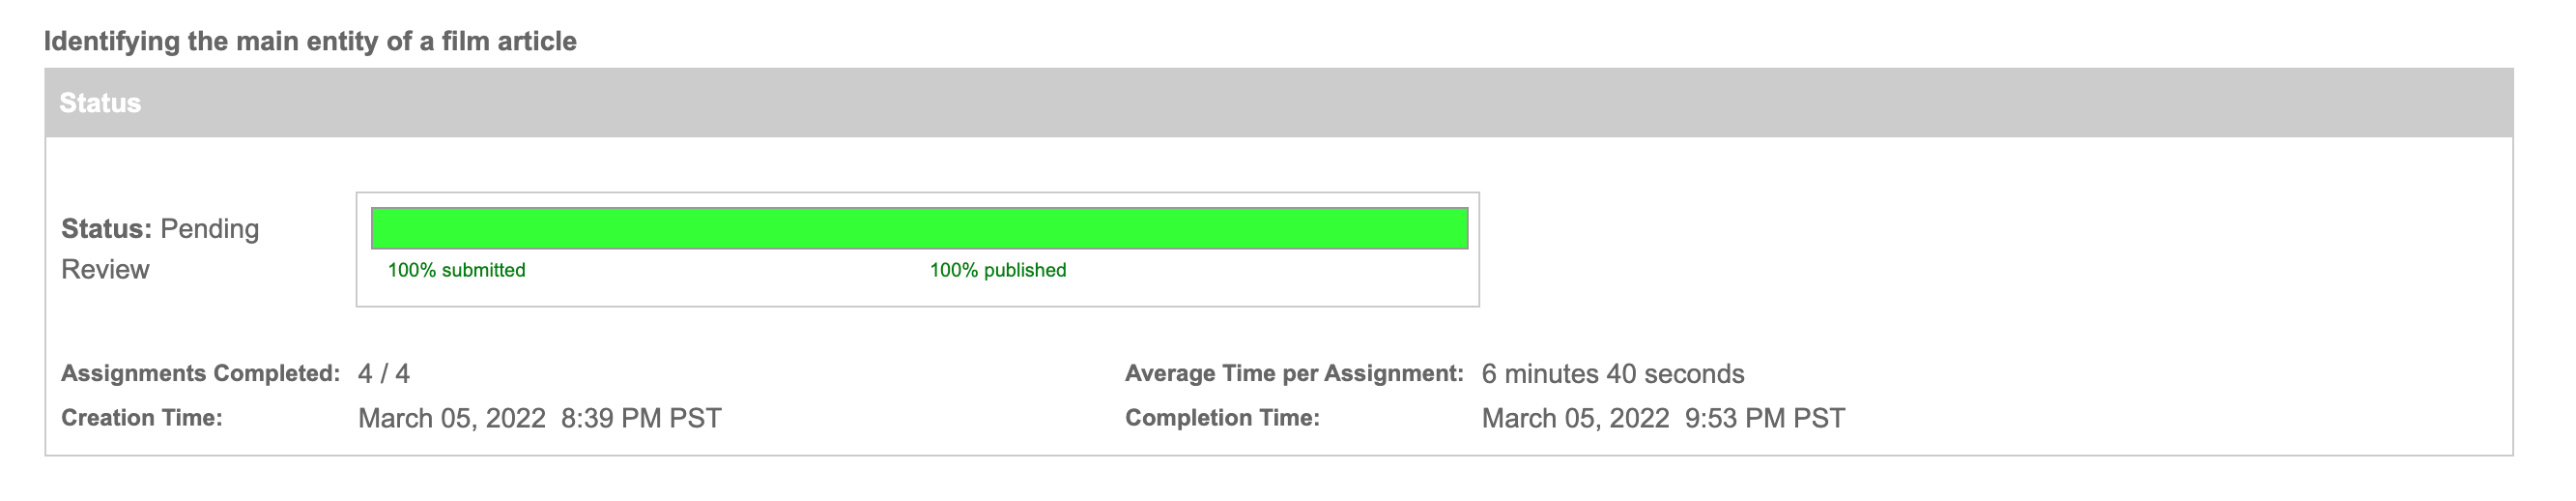 Identifying the main entity of a film article
Status
Status: Pending
Review
100% submitted 100% published
Assignments Completed: 4 / 4 Average Time per Assignment: 6 minutes 40 seconds
Creation Time: March 05, 2022  8:39 PM PST Completion Time: March 05, 2022  9:53 PM PST